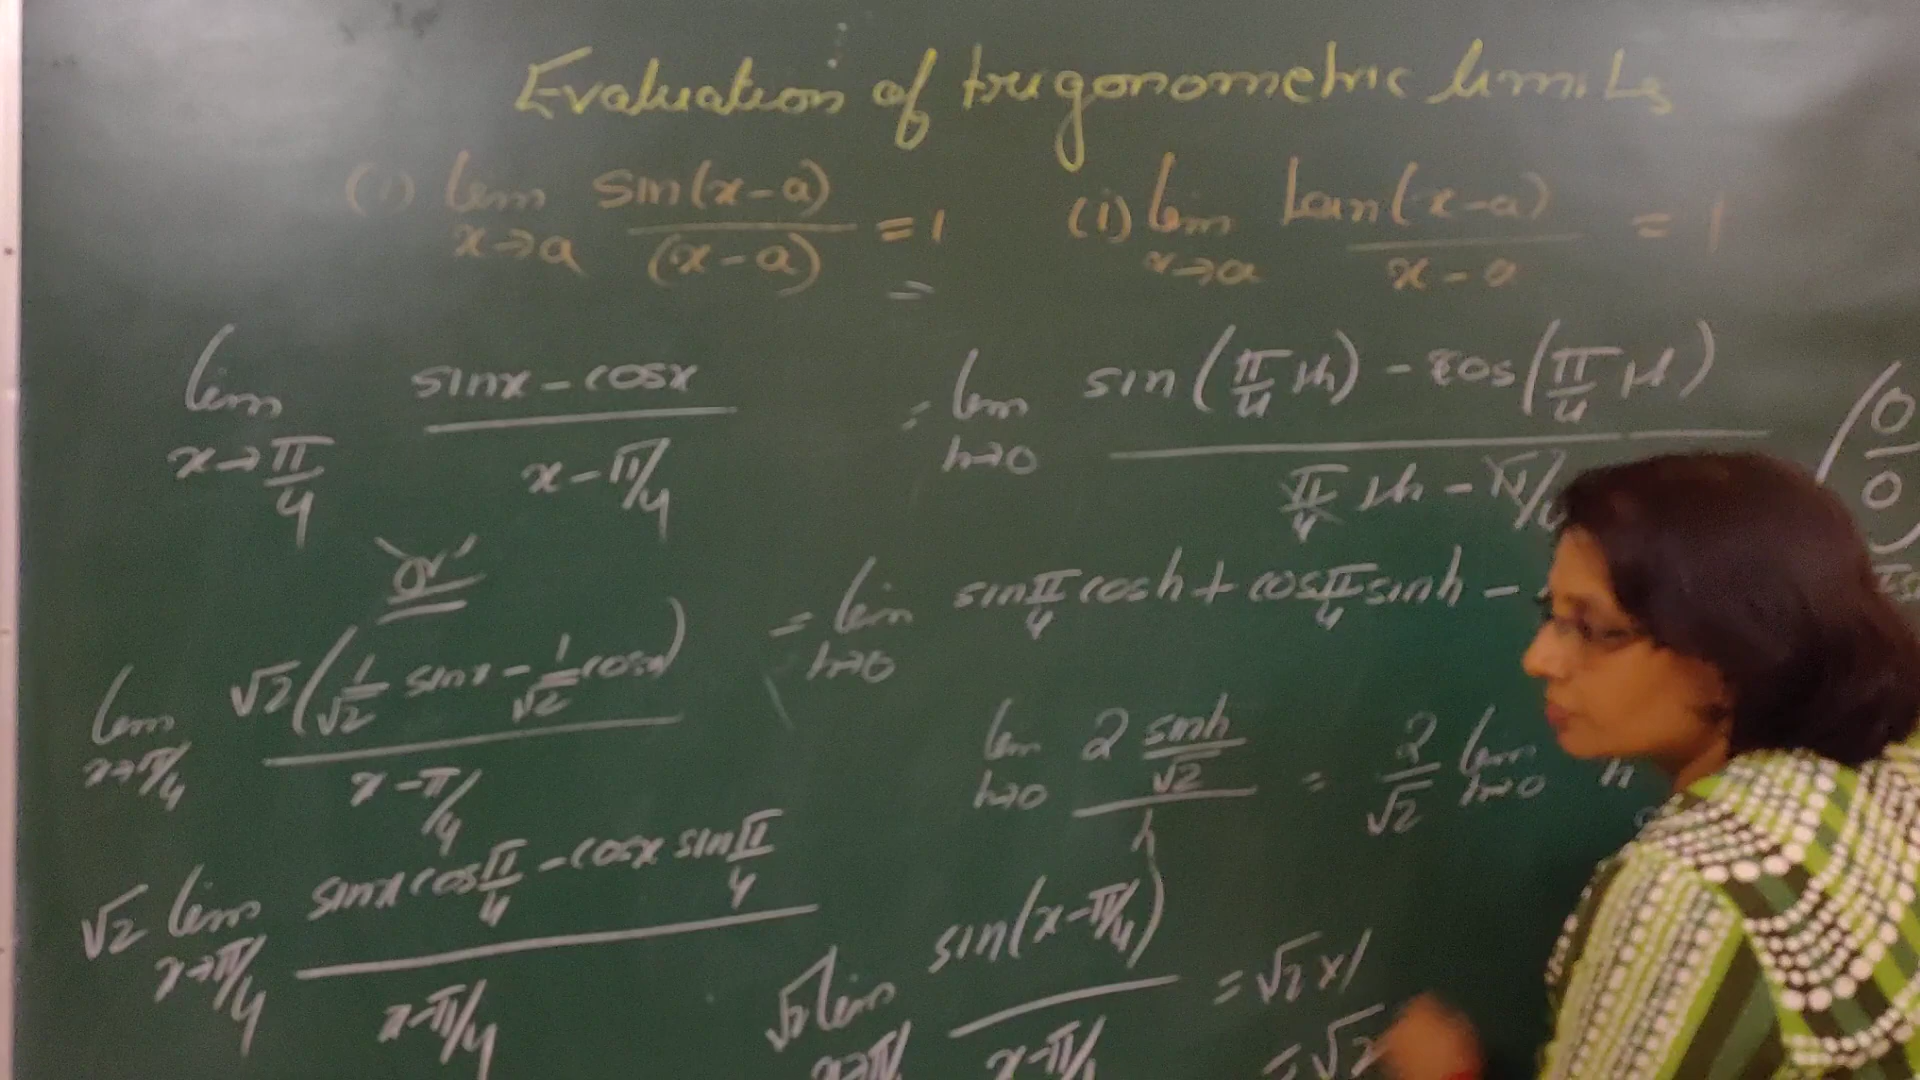 Evaluation of trigonometric limits
(i) lim x→a sin(x-a)/(x-a) = 1 (i) lim x→a tan(x-a)/x-a = 1
lim x→π/4 sinx-cosx/x-π/4 = lim h→0 sin(π/4+h) - cos(π/4+h)/π/4+h-π/4 (0/0)
or
= lim h→0 sinπ/4 cosh + cosπ/4 sinh -
lim x→π/4 √2(1/√2 sinx - 1/√2 cosx)/x-π/4
lim h→0 2 sinh/√2/h = 2/√2 lim h→0 h
√2 lim x→π/4 sinx cosπ/4 - cosx sinπ/4/x-π/4
√2 lim x→π/ sin(x-π/4)/x-π/ = √2 x 1
= √2